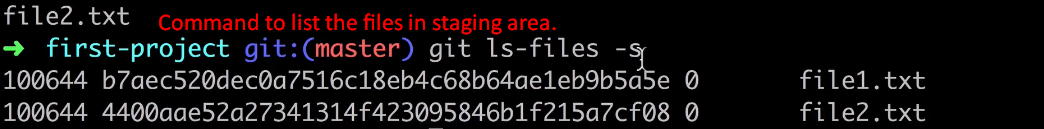 file2.txt Command to list the files in staging area.
➜ first-project git:(master) git ls-files -s
100644 b7aec520dec0a7516c18eb4c68b64ae1eb9b5a5e 0 file1.txt
100644 4400aae52a27341314f423095846b1f215a7cf08 0 file2.txt